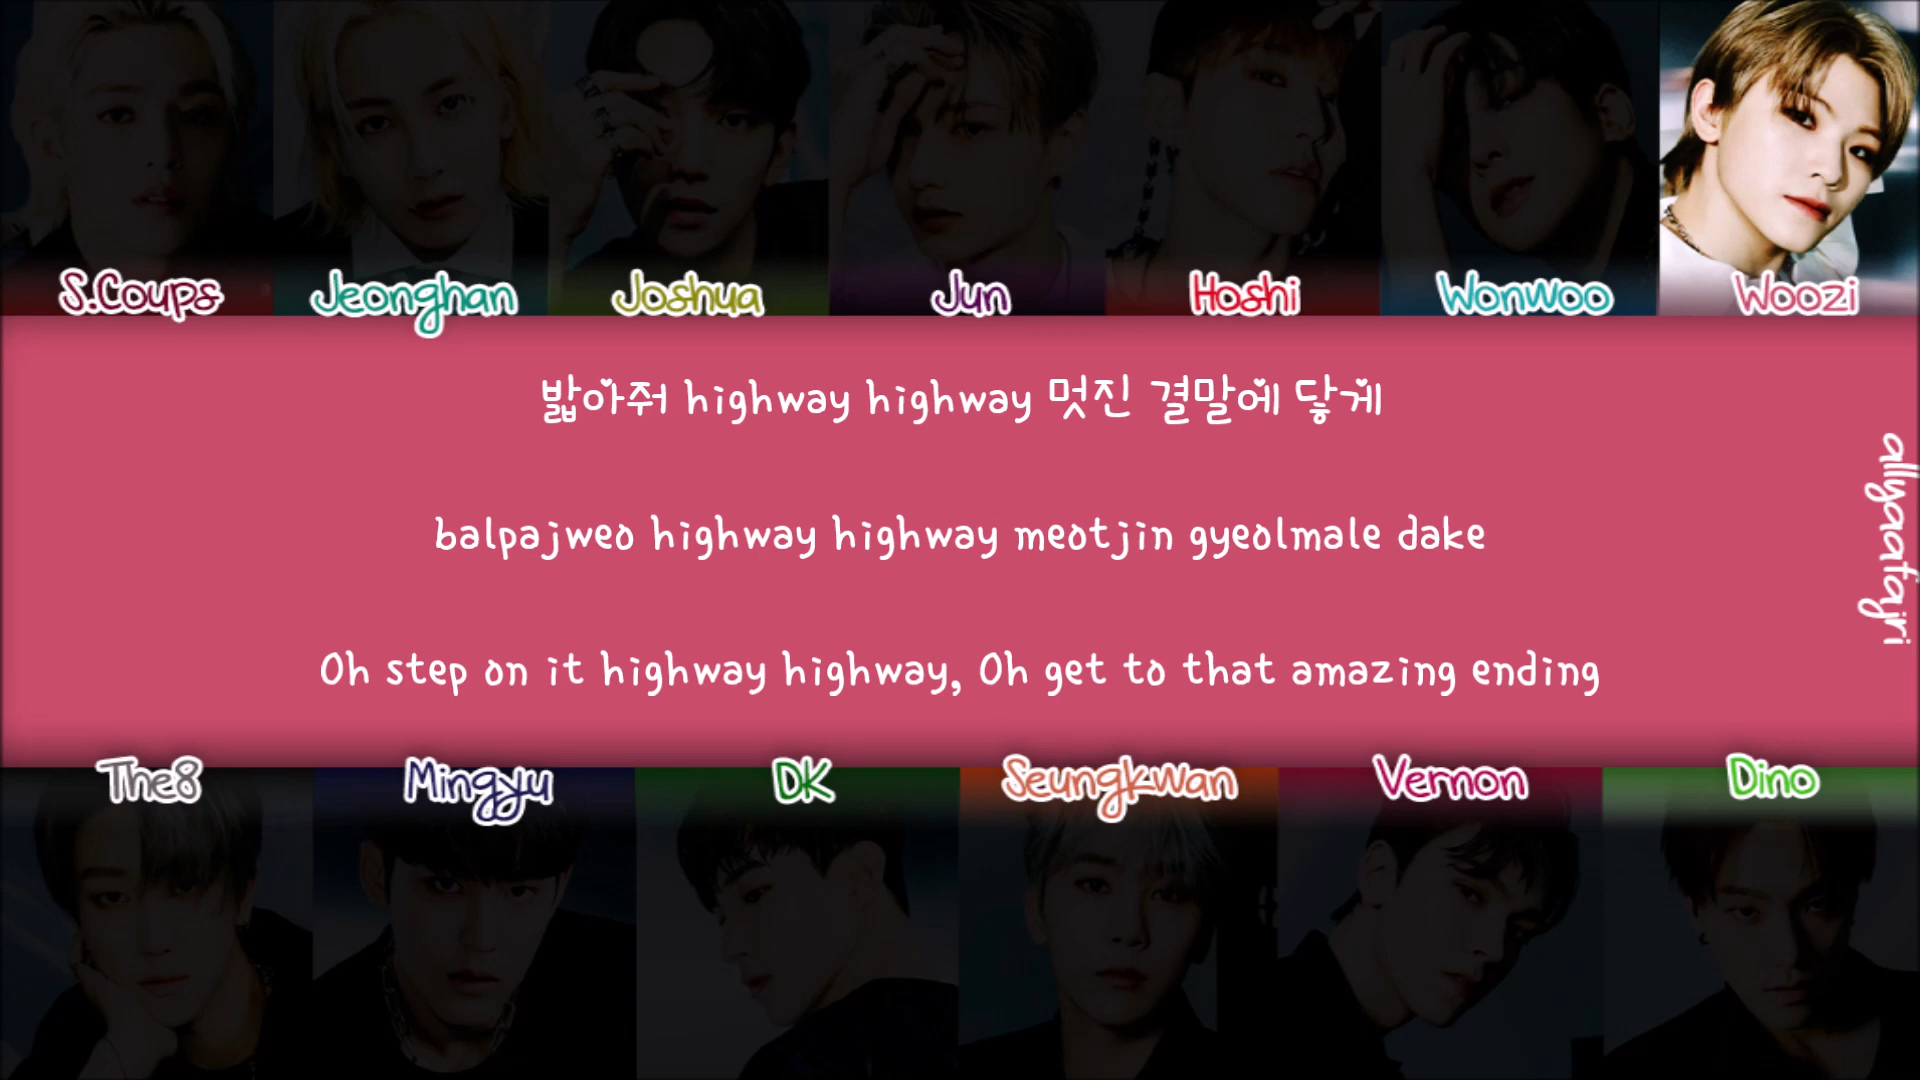 S.Coups Jeonghan Joshua Jun Hoshi Wonwoo Woozi
밟아줘 highway highway 멋진 결말에 닿게
balpajweo highway highway meotjin gyeolmale dake
Oh step on it highway highway, Oh get to that amazing ending
allyaafajri
The8 Mingyu DK Seungkwan Vernon Dino